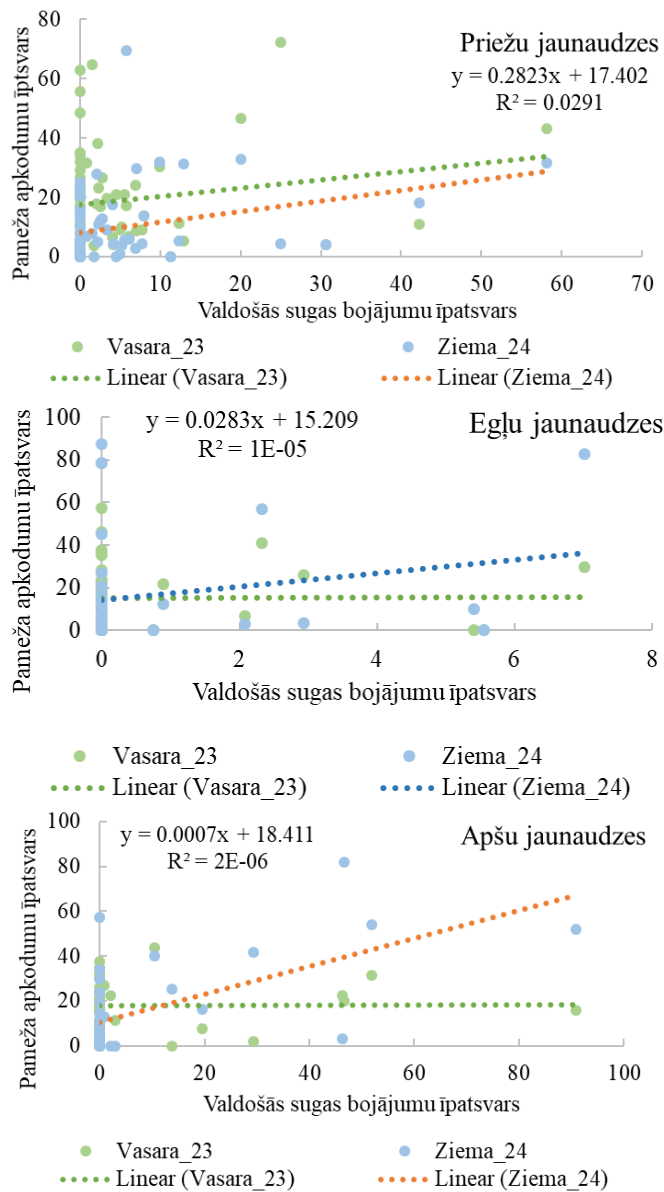 Priežu jaunaudzes
y = 0.2823x + 17.402
R² = 0.0291
Pameža apkodumu īptsvars
80
60
40
20
0
0 10 20 30 40 50 60 70
Valdošās sugas bojājumu īpatsvars
Vasara_23 Ziema_24
Linear (Vasara_23) Linear (Ziema_24)
Egļu jaunaudzes
y = 0.0283x + 15.209
R² = 1E-05
Pameža apkodumu īpatsvars
100
80
60
40
20
0
0 2 4 6 8
Valdošās sugas bojājumu īpatsvars
Vasara_23 Ziema_24
Linear (Vasara_23) Linear (Ziema_24)
Apšu jaunaudzes
y = 0.0007x + 18.411
R² = 2E-06
Pameža apkodumu īpatsvars
100
80
60
40
20
0
0 20 40 60 80 100
Valdošās sugas bojājumu īpatsvars
Vasara_23 Ziema_24
Linear (Vasara_23) Linear (Ziema_24)